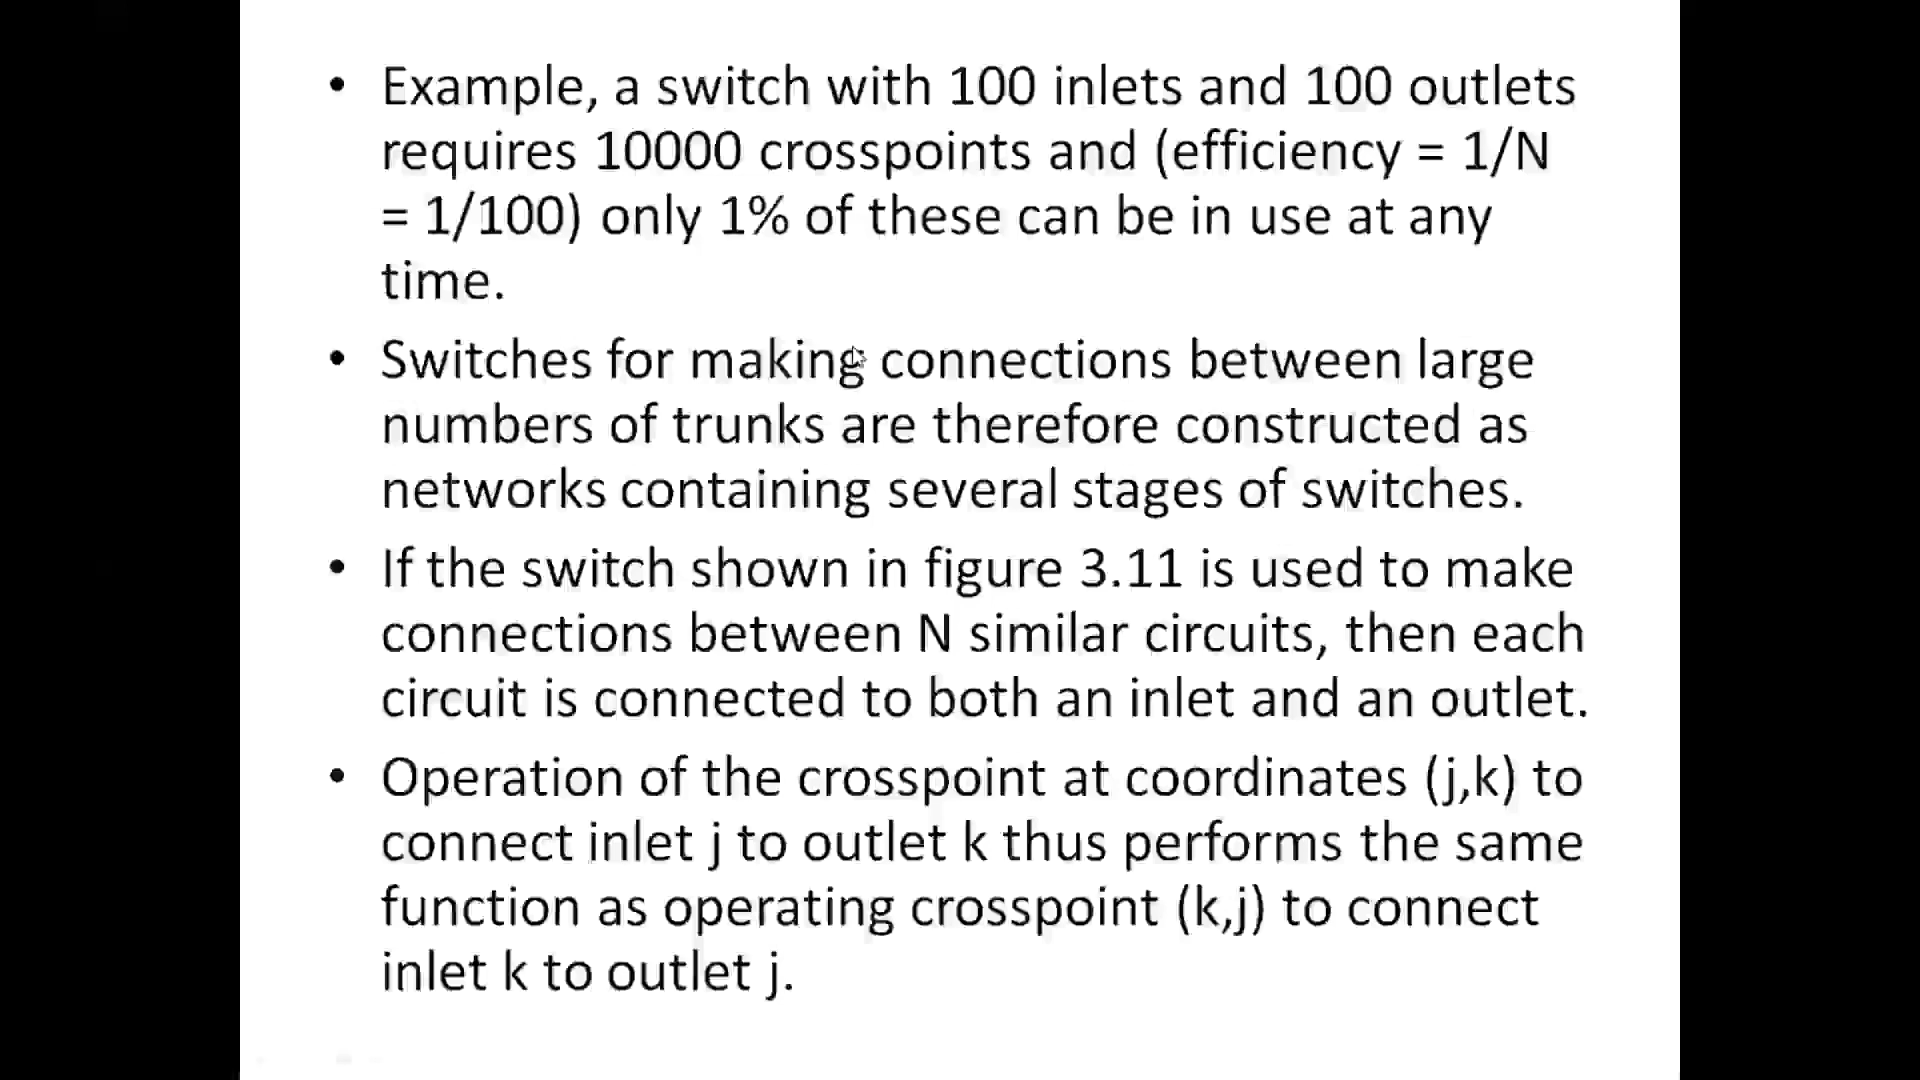 • Example, a switch with 100 inlets and 100 outlets
requires 10000 crosspoints and (efficiency = 1/N
= 1/100) only 1% of these can be in use at any
time.
• Switches for making connections between large
numbers of trunks are therefore constructed as
networks containing several stages of switches.
• If the switch shown in figure 3.11 is used to make
connections between N similar circuits, then each
circuit is connected to both an inlet and an outlet.
• Operation of the crosspoint at coordinates (j,k) to
connect inlet j to outlet k thus performs the same
function as operating crosspoint (k,j) to connect
inlet k to outlet j.